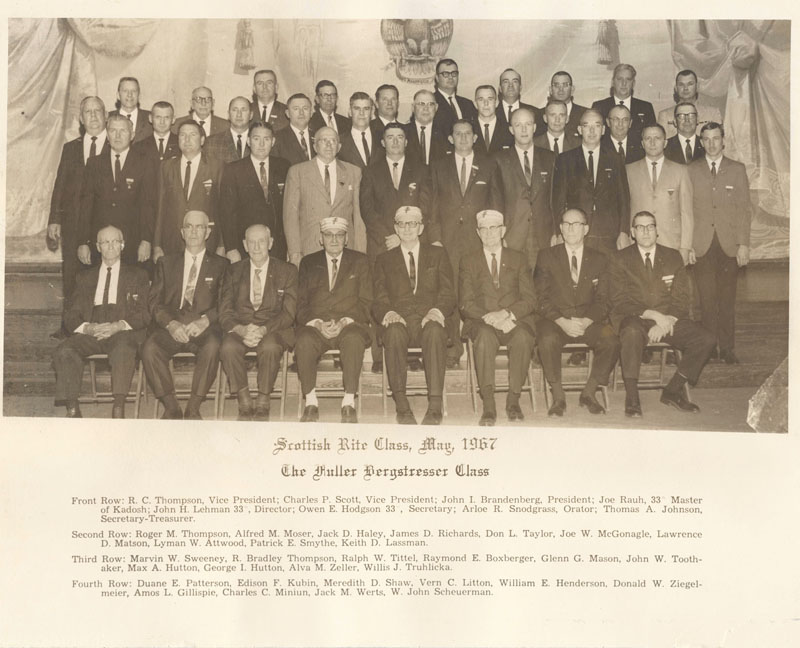 Scottish Rite Class, May, 1967
The Fuller Bergstresser Class
Front Row: R. C. Thompson, Vice President; Charles P. Scott, Vice President; John I. Brandenberg, President; Joe Rauh, 33° Master
of Kadosh; John H. Lehman 33°, Director; Owen E. Hodgson 33°, Secretary; Arloe R. Snodgrass, Orator; Thomas A. Johnson,
Secretary-Treasurer.
Second Row: Roger M. Thompson, Alfred M. Moser, Jack D. Haley, James D. Richards, Don L. Taylor, Joe W. McGonagle, Lawrence
D. Matson, Lyman W. Attwood, Patrick E. Smythe, Keith D. Lassman.
Third Row: Marvin W. Sweeney, R. Bradley Thompson, Ralph W. Tittel, Raymond E. Boxberger, Glenn G. Mason, John W. Tooth-
aker, Max A. Hutton, George I. Hutton, Alva M. Zeller, Willis J. Truhlicka.
Fourth Row: Duane E. Patterson, Edison F. Kubin, Meredith D. Shaw, Vern C. Litton, William E. Henderson, Donald W. Ziegel-
meier, Amos L. Gillispie, Charles C. Miniun, Jack M. Werts, W. John Scheuerman.